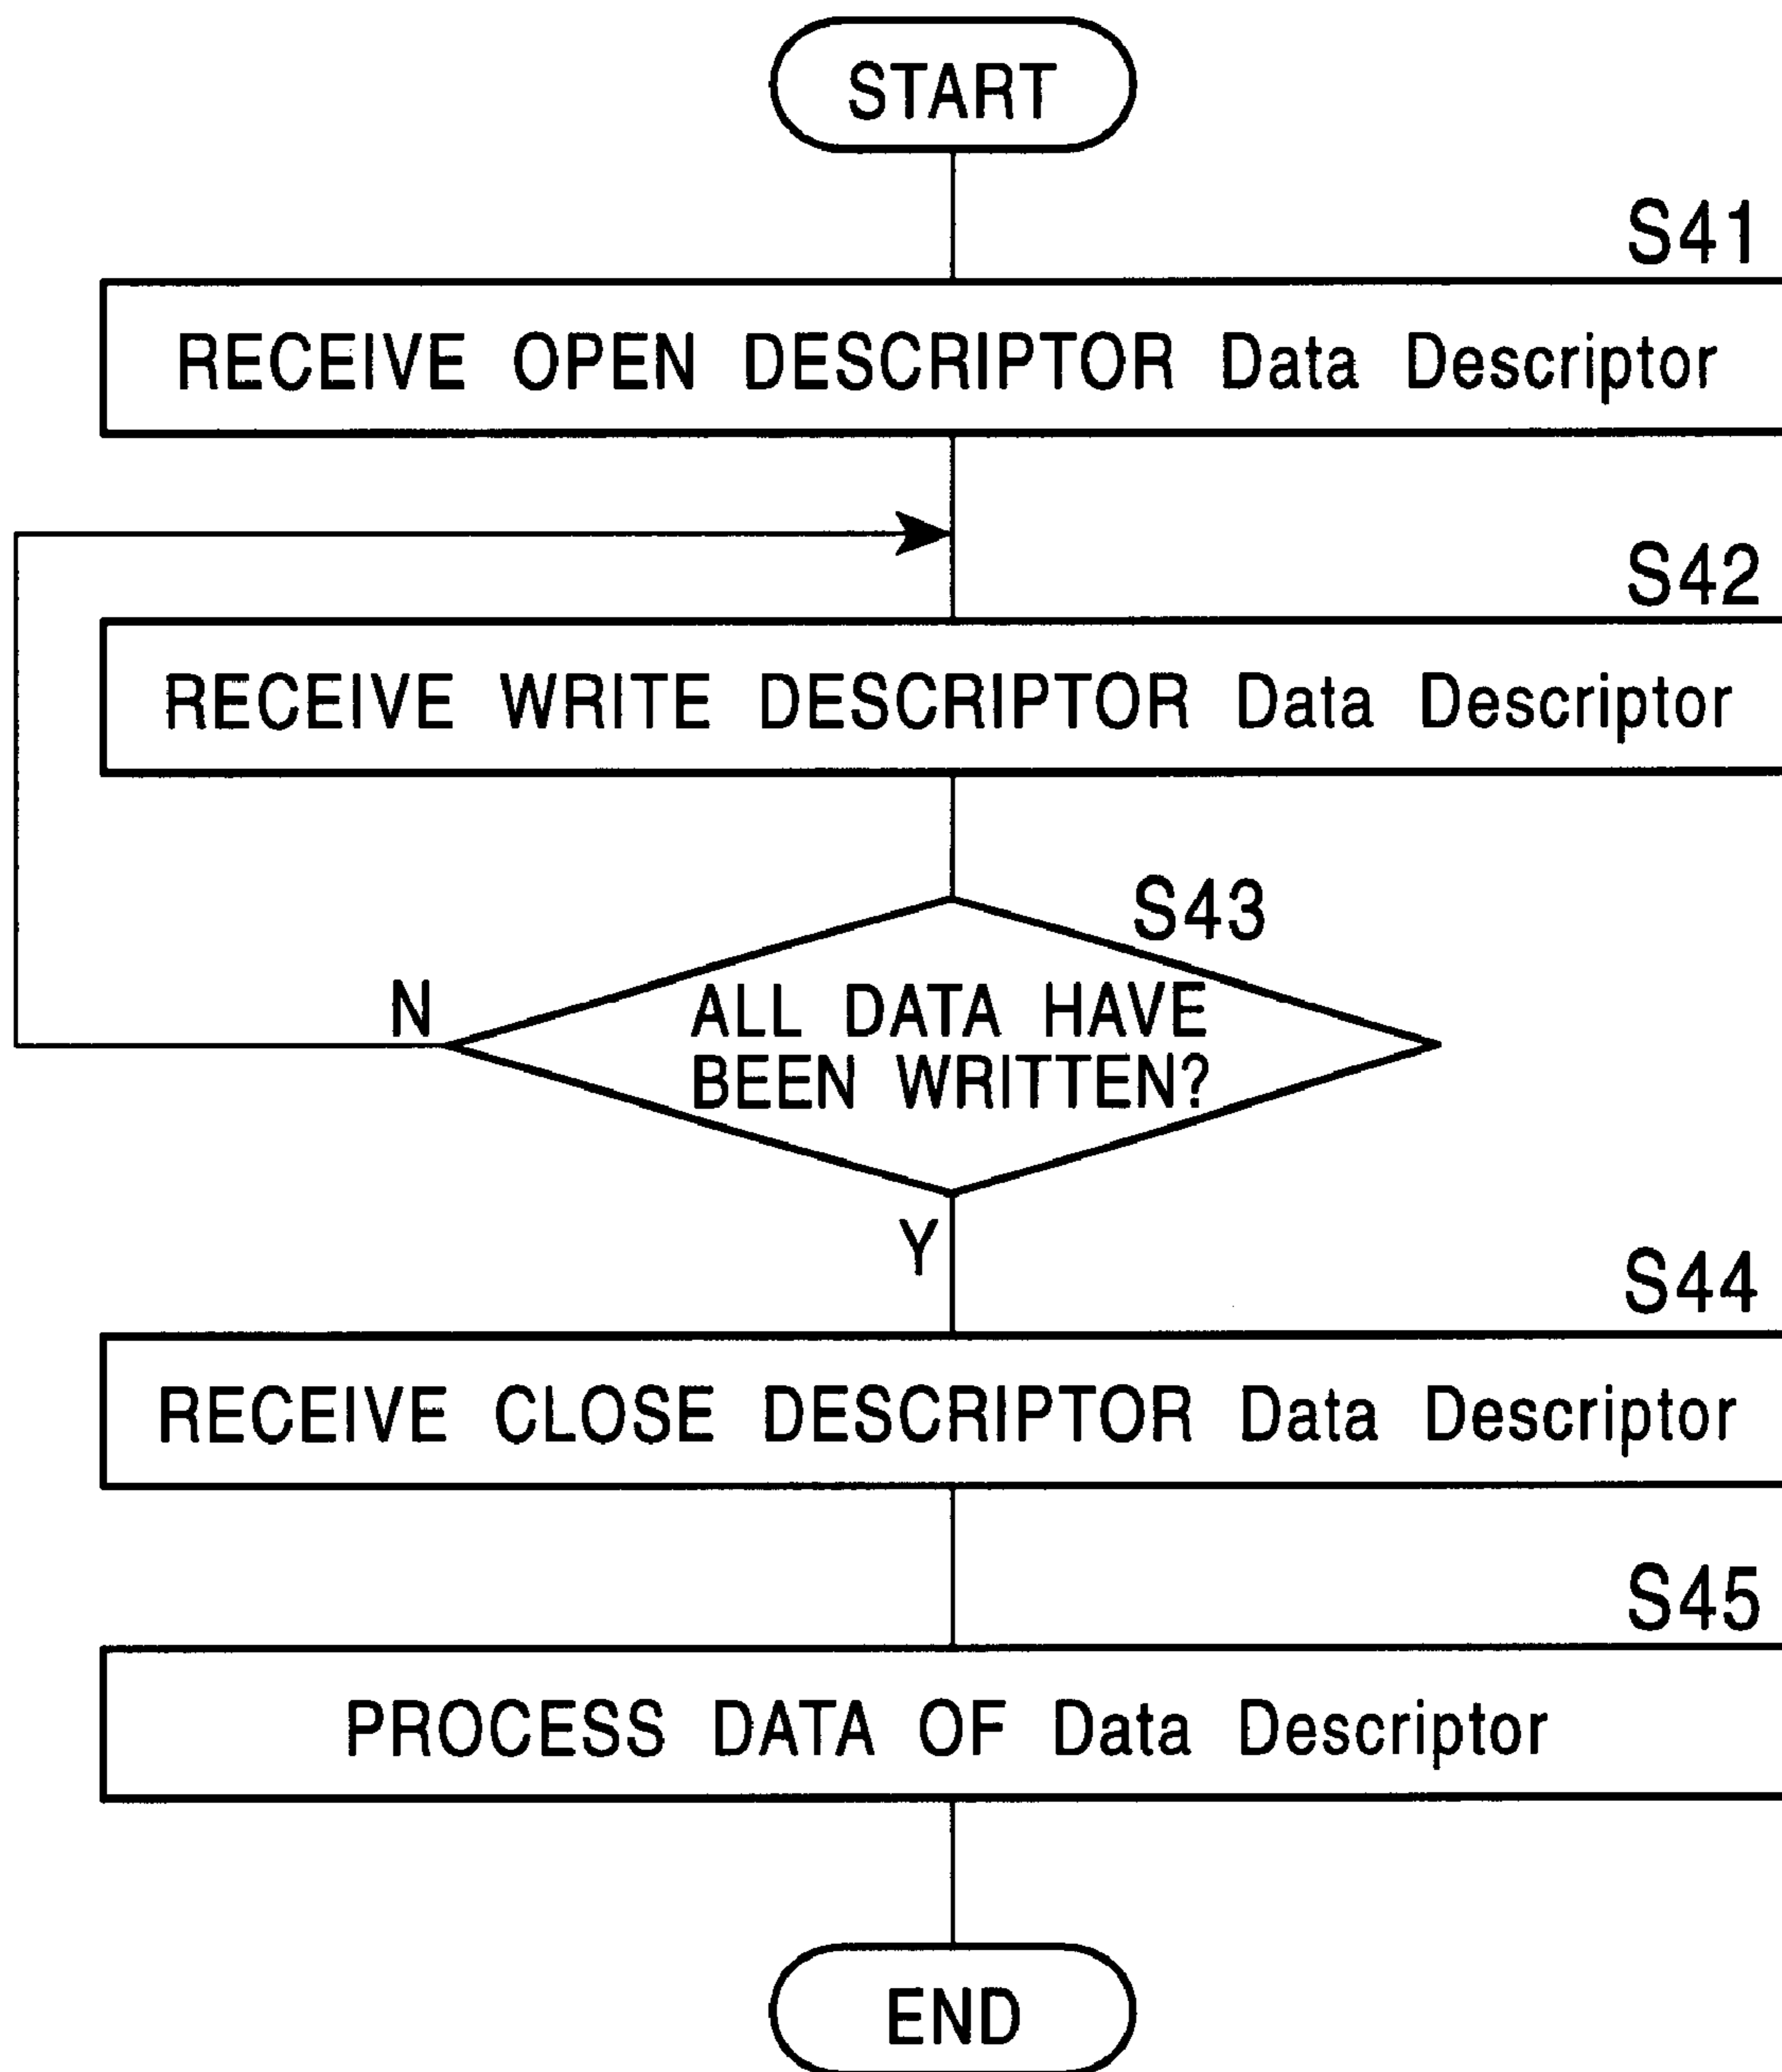 START
S41
RECEIVE OPEN DESCRIPTOR Data Descriptor
S42
RECEIVE WRITE DESCRIPTOR Data Descriptor
S43
N
ALL DATA HAVE
BEEN WRITTEN?
Y
S44
RECEIVE CLOSE DESCRIPTOR Data Descriptor
S45
PROCESS DATA OF Data Descriptor
END